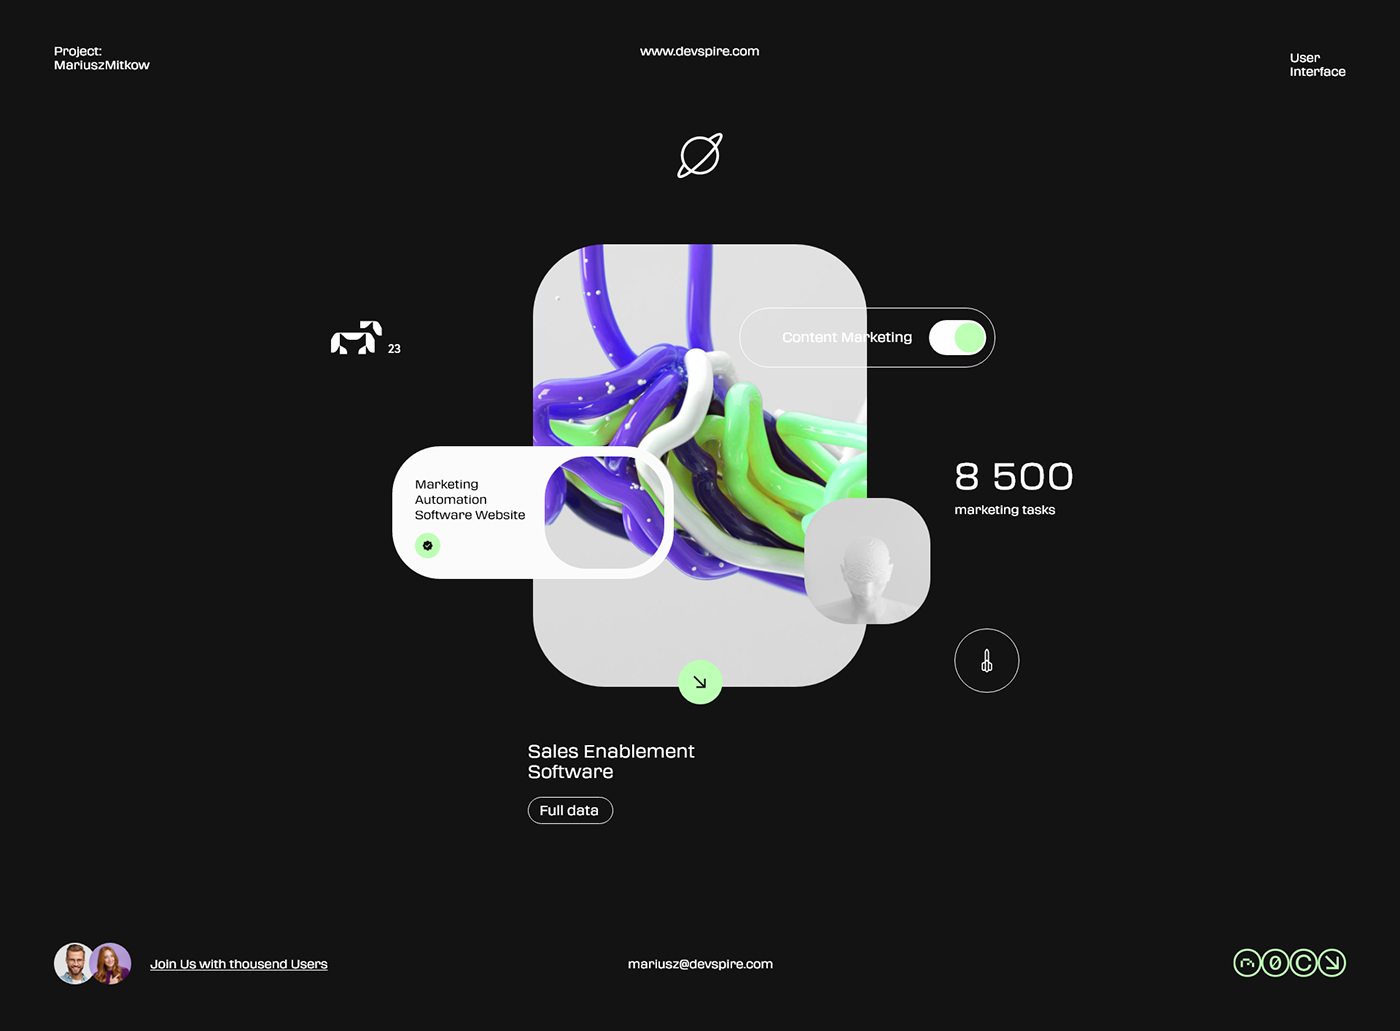 Project:
MariuszMitkow
www.devspire.com
User
Interface
Content Marketing
23
8 500
marketing tasks
Marketing
Automation
Software Website
Sales Enablement
Software
Full data
Join Us with thousend Users
mariusz@devspire.com